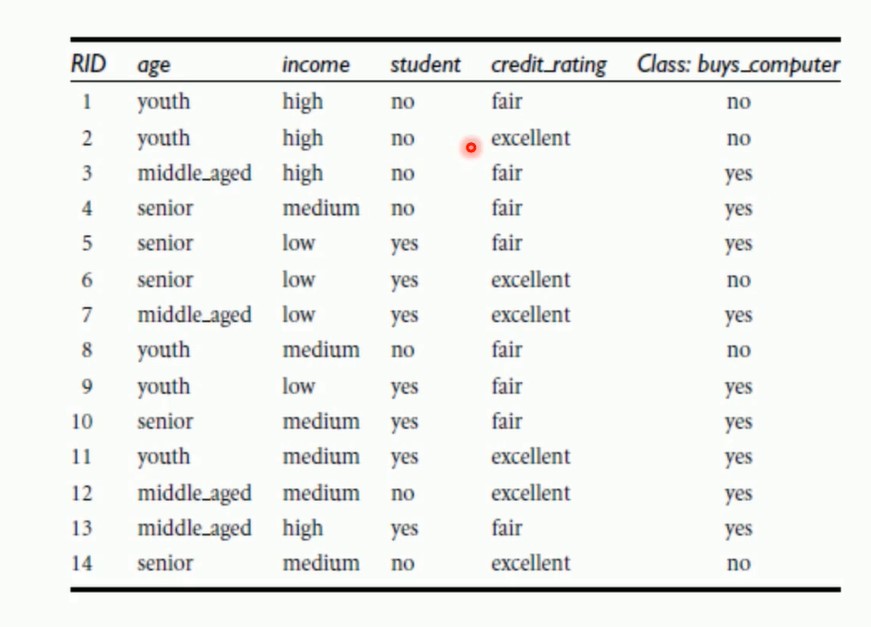 RID age income student credit_rating Class: buys_computer
1 youth high no fair no
2 youth high no excellent no
3 middle_aged high no fair yes
4 senior medium no fair yes
5 senior low yes fair yes
6 senior low yes excellent no
7 middle_aged low yes excellent yes
8 youth medium no fair no
9 youth low yes fair yes
10 senior medium yes fair yes
11 youth medium yes excellent yes
12 middle_aged medium no excellent yes
13 middle_aged high yes fair yes
14 senior medium no excellent no